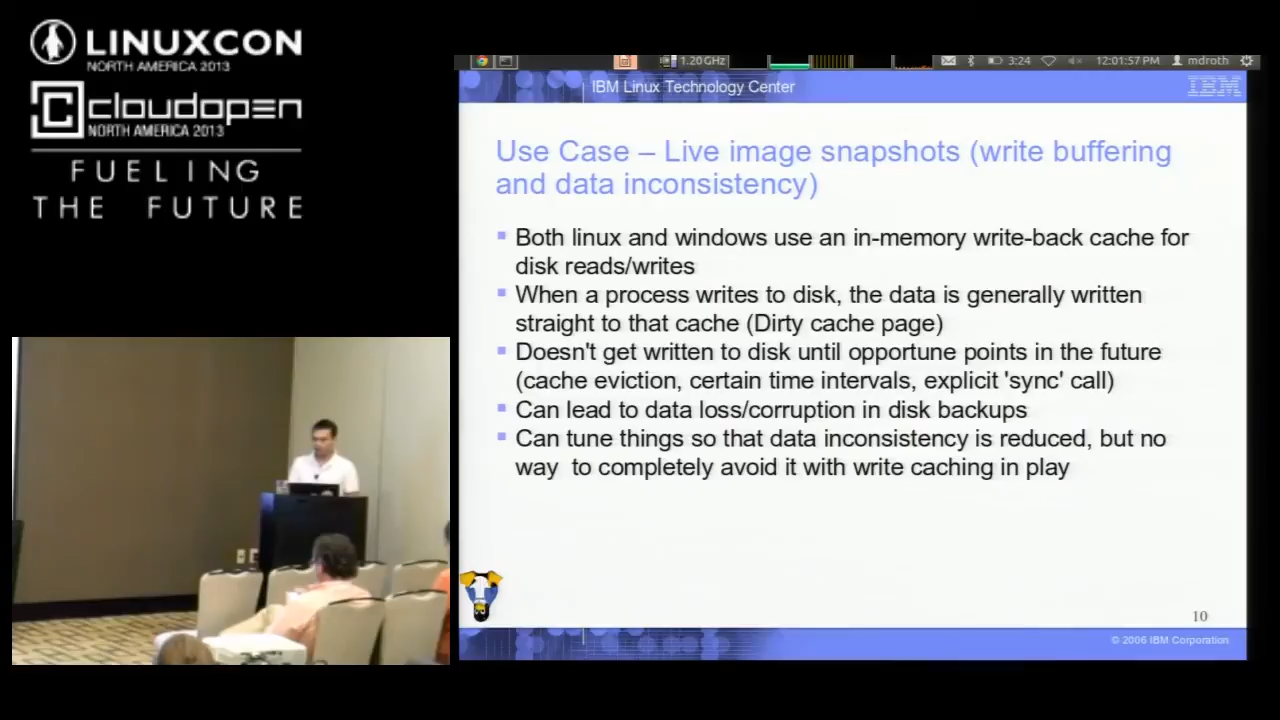 LINUXCON
NORTH AMERICA 2013
cloudopen
NORTH AMERICA 2013
FUELING
THE FUTURE
1.20 GHz
3:24
12:01:57 PM
mdroth
IBM Linux Technology Center
IBM
Use Case – Live image snapshots (write buffering
and data inconsistency)
Both linux and windows use an in-memory write-back cache for
disk reads/writes
When a process writes to disk, the data is generally written
straight to that cache (Dirty cache page)
Doesn't get written to disk until opportune points in the future
(cache eviction, certain time intervals, explicit 'sync' call)
Can lead to data loss/corruption in disk backups
Can tune things so that data inconsistency is reduced, but no
way to completely avoid it with write caching in play
10
© 2006 IBM Corporation